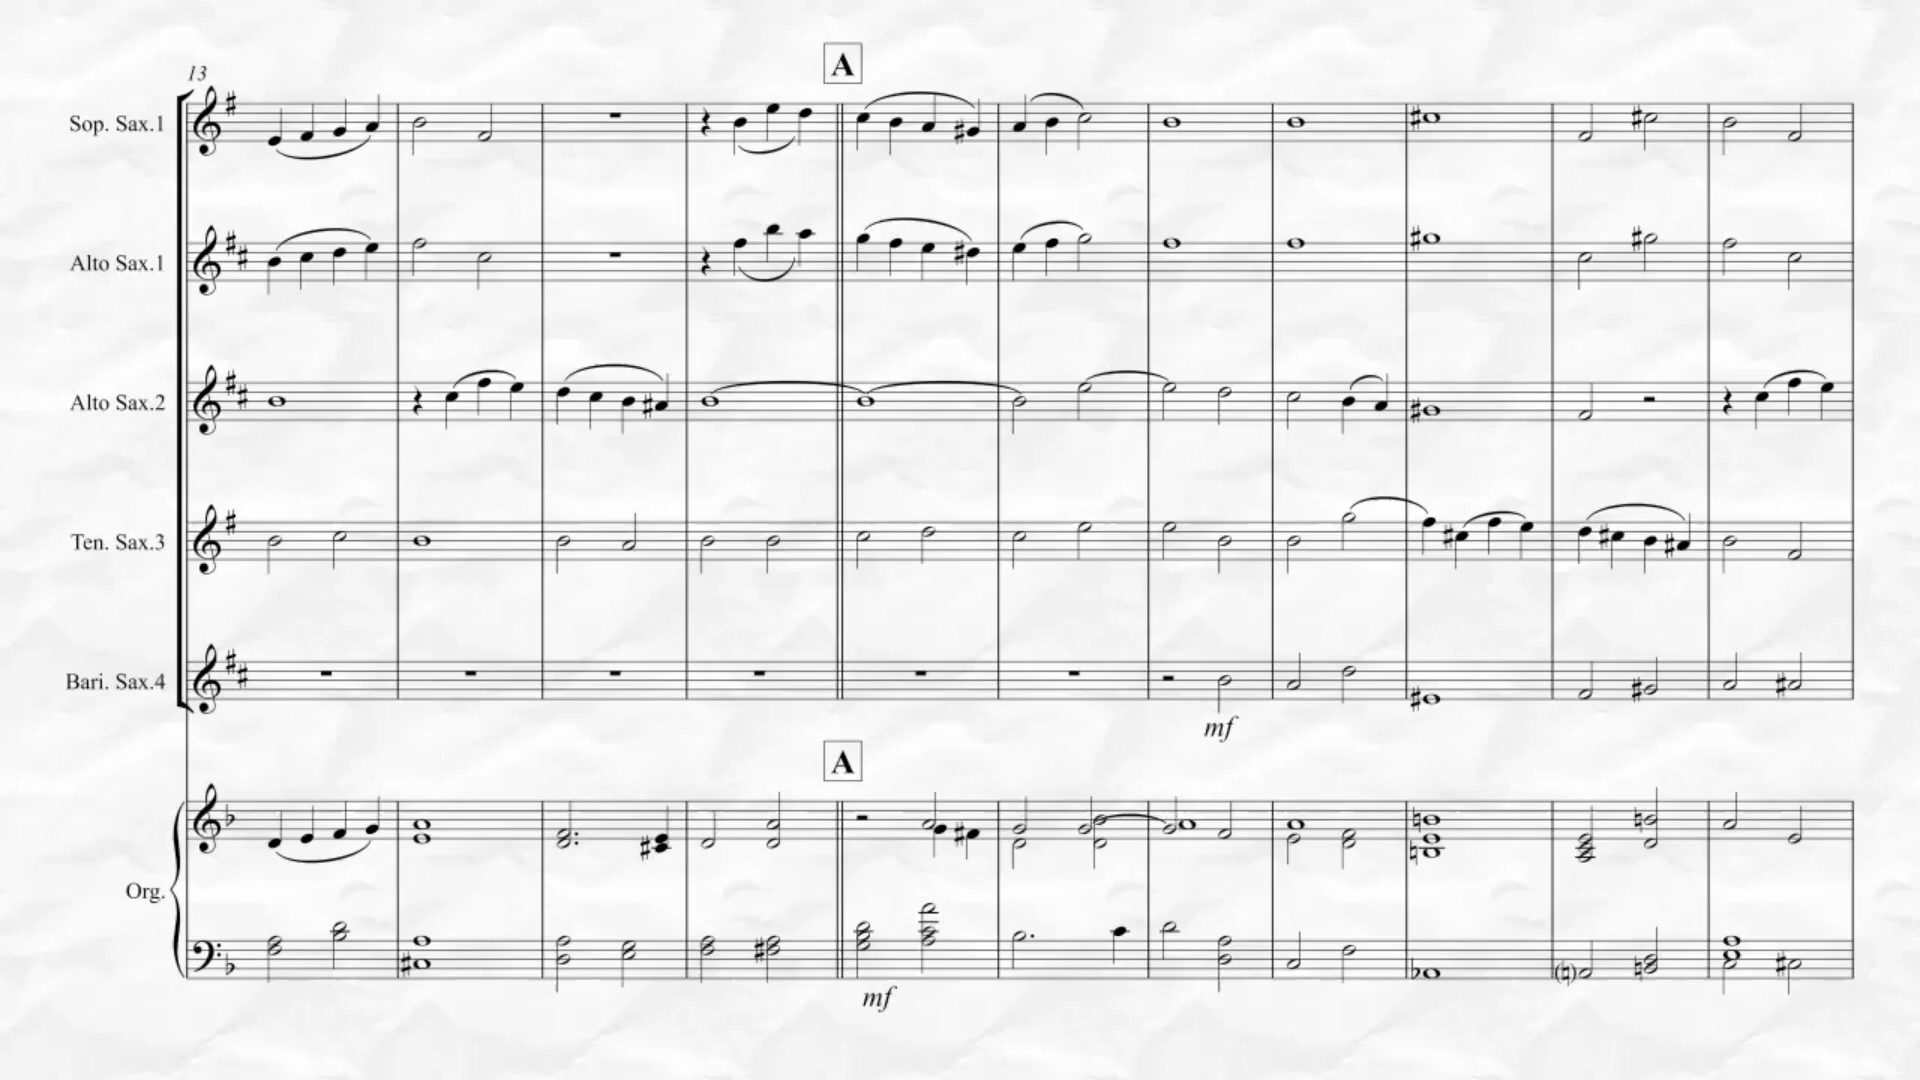 A
13
Sop. Sax.1
Alto Sax.1
Alto Sax.2
Ten. Sax.3
Bari. Sax.4
mf
A
Org.
mf